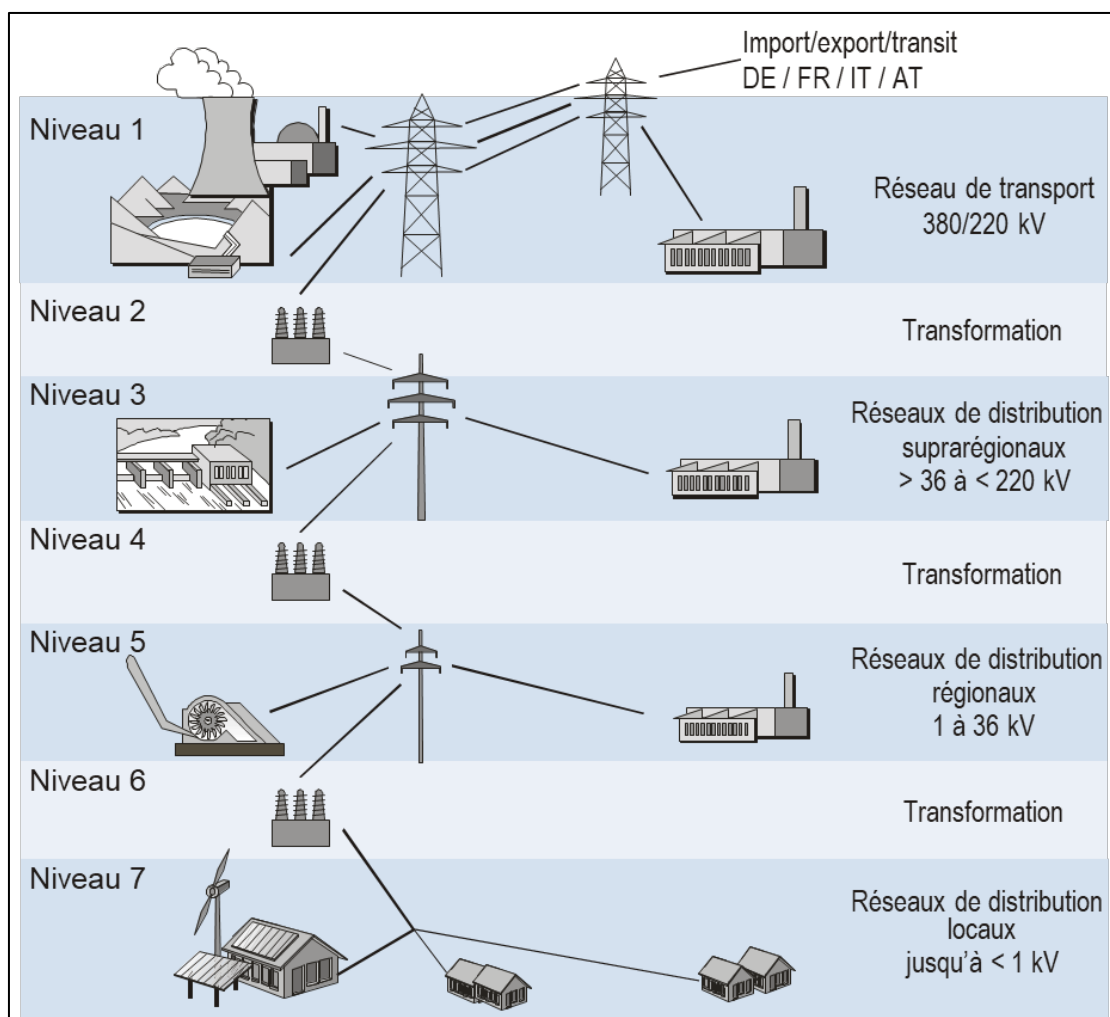 Import/export/transit
DE / FR / IT / AT
Niveau 1
Réseau de transport
380/220 kV
Niveau 2
Transformation
Niveau 3
Réseaux de distribution
suprarégionaux
> 36 à < 220 kV
Niveau 4
Transformation
Niveau 5
Réseaux de distribution
régionaux
1 à 36 kV
Niveau 6
Transformation
Niveau 7
Réseaux de distribution
locaux
jusqu'à < 1 kV